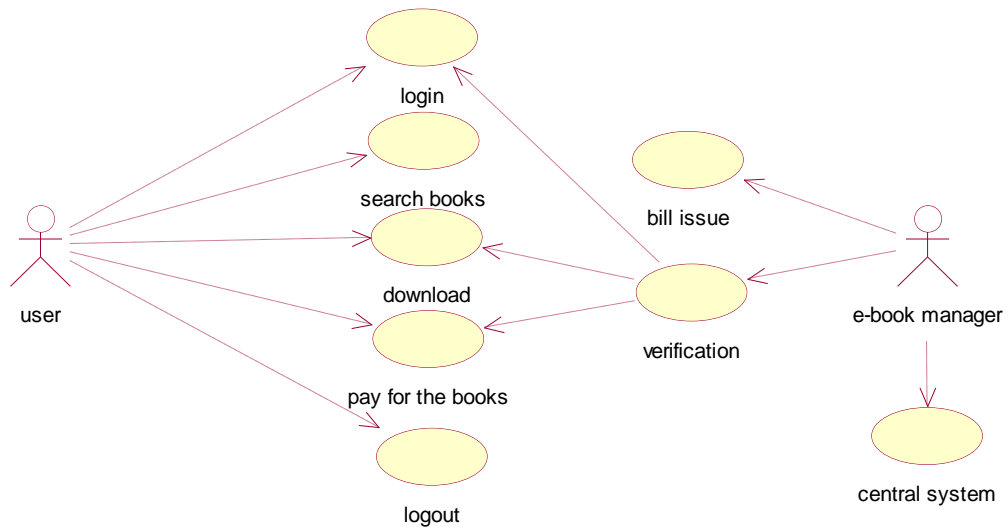 login
search books
bill issue
user
download
e-book manager
verification
pay for the books
central system
logout